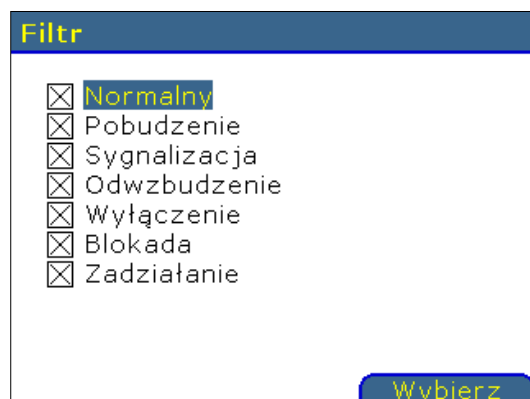 Filtr
Normalny
Pobudzenie
Sygnalizacja
Odwzbudzenie
Wyłączenie
Blokada
Zadziałanie
Wybierz